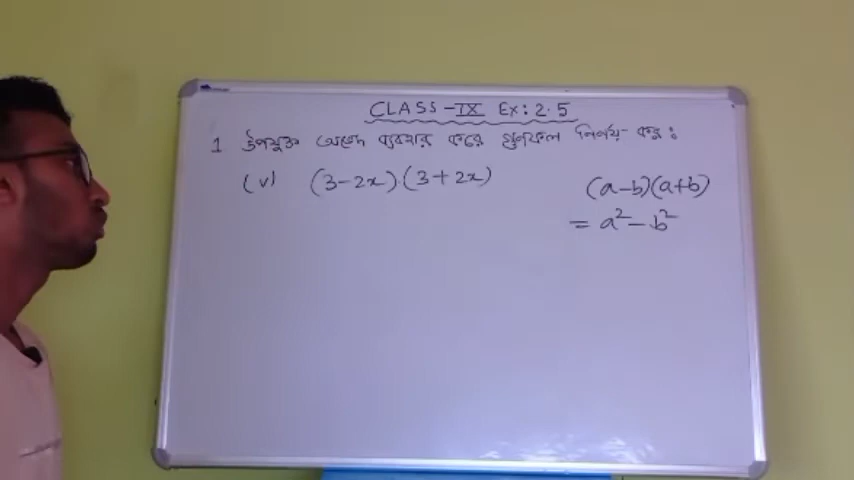 CLASS-IX Ex: 2.5
1 উপযুক্ত অভেদ ব্যবহার করে গুণফল নির্ণয় করু:
(v) (3-2x).(3+2x)
(a-b)(a+b)
= a² - b²